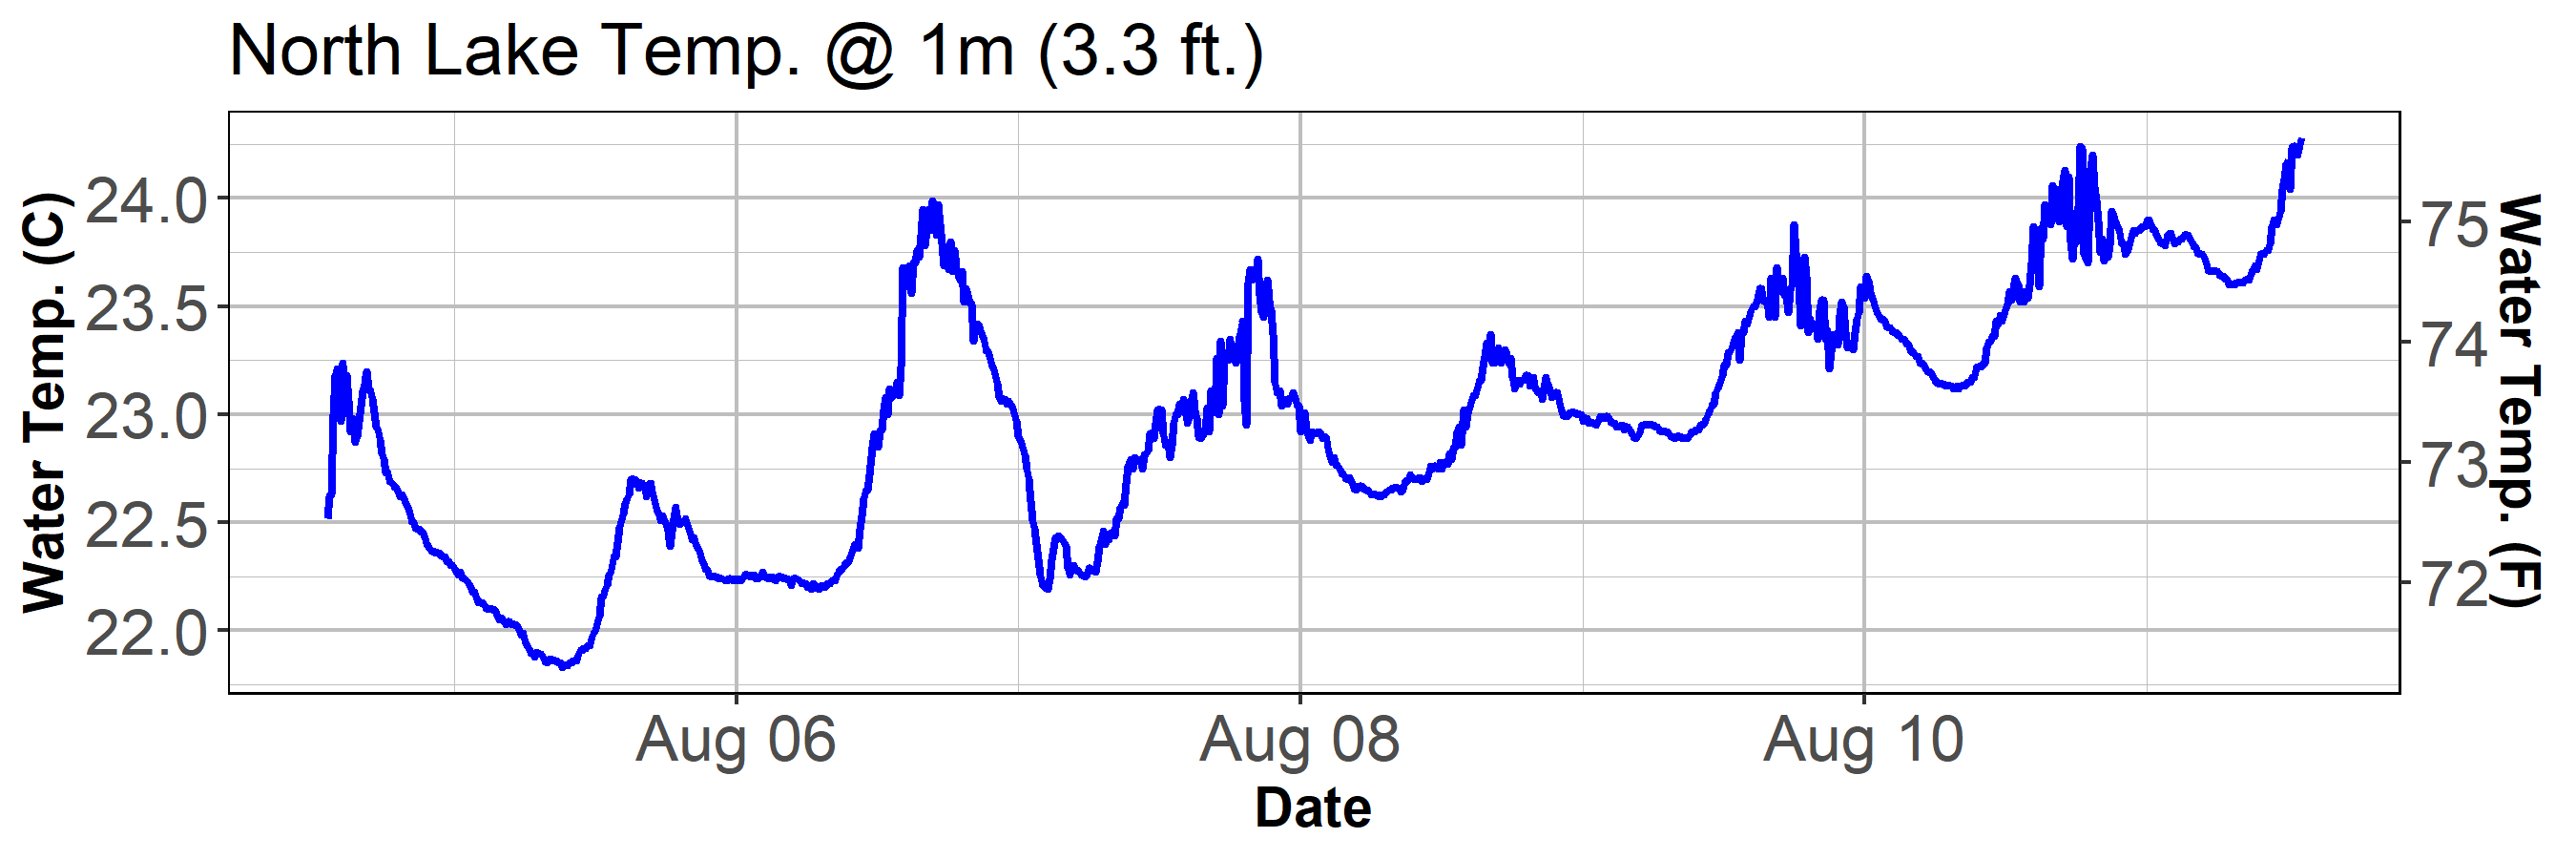 North Lake Temp. @ 1m (3.3 ft.)
Water Temp. (C)
24.0
23.5
23.0
22.5
22.0
75
74
73
72
Water Temp. (F)
Aug 06 Aug 08 Aug 10
Date